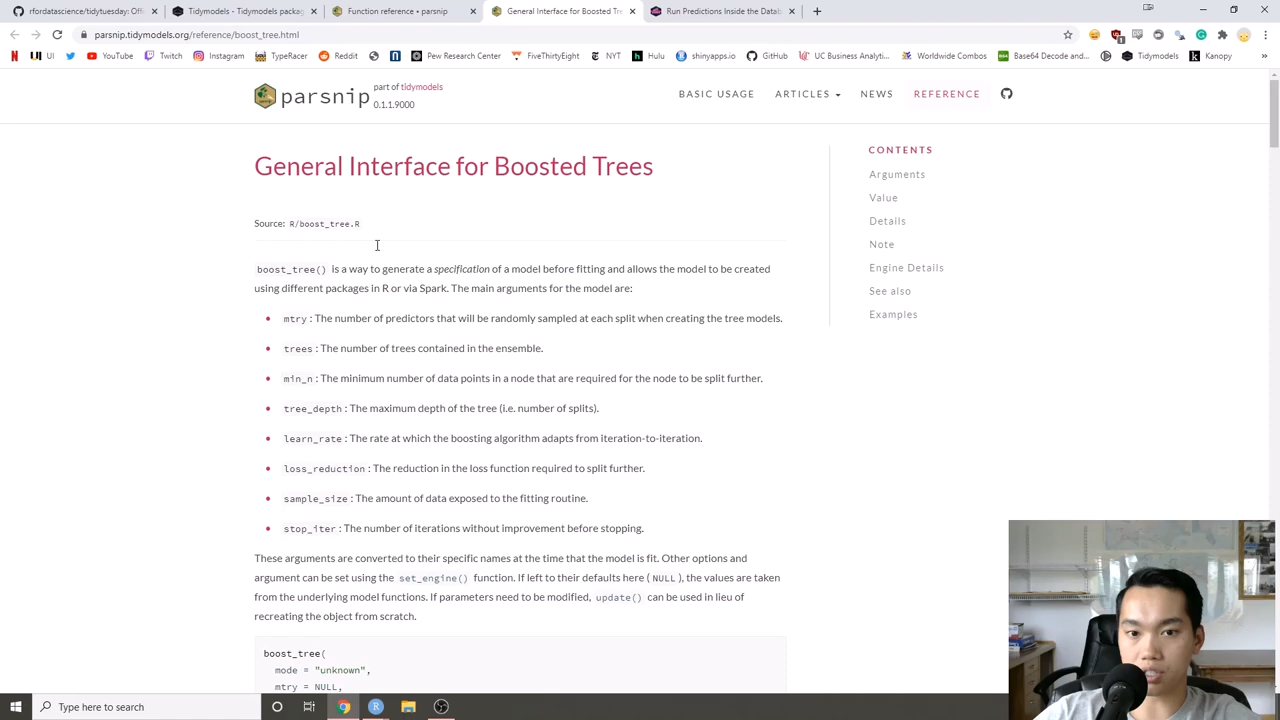 rfordatascience/tidytuesday: Offi
Tidymodels - Tidymodels packag
Function reference • parsnip
General Interface for Boosted Tre
Run Predictions Inside the Datab
parsnip.tidymodels.org/reference/boost_tree.html
UI
YouTube
Twitch
Instagram
TypeRacer
Reddit
Pew Research Center
FiveThirtyEight
NYT
Hulu
shinyapps.io
GitHub
UC Business Analytic...
Worldwide Combos
Base64 Decode and...
Tidymodels
Kanopy
parsnip part of tidymodels
0.1.1.9000
BASIC USAGE ARTICLES NEWS REFERENCE
General Interface for Boosted Trees
Source: R/boost_tree.R
boost_tree() is a way to generate a specification of a model before fitting and allows the model to be created
using different packages in R or via Spark. The main arguments for the model are:
mtry : The number of predictors that will be randomly sampled at each split when creating the tree models.
trees : The number of trees contained in the ensemble.
min_n : The minimum number of data points in a node that are required for the node to be split further.
tree_depth : The maximum depth of the tree (i.e. number of splits).
learn_rate : The rate at which the boosting algorithm adapts from iteration-to-iteration.
loss_reduction : The reduction in the loss function required to split further.
sample_size : The amount of data exposed to the fitting routine.
stop_iter : The number of iterations without improvement before stopping.
These arguments are converted to their specific names at the time that the model is fit. Other options and
argument can be set using the set_engine() function. If left to their defaults here ( NULL ), the values are taken
from the underlying model functions. If parameters need to be modified, update() can be used in lieu of
recreating the object from scratch.
boost_tree(
mode = "unknown",
mtry = NULL,
CONTENTS
Arguments
Value
Details
Note
Engine Details
See also
Examples
Type here to search